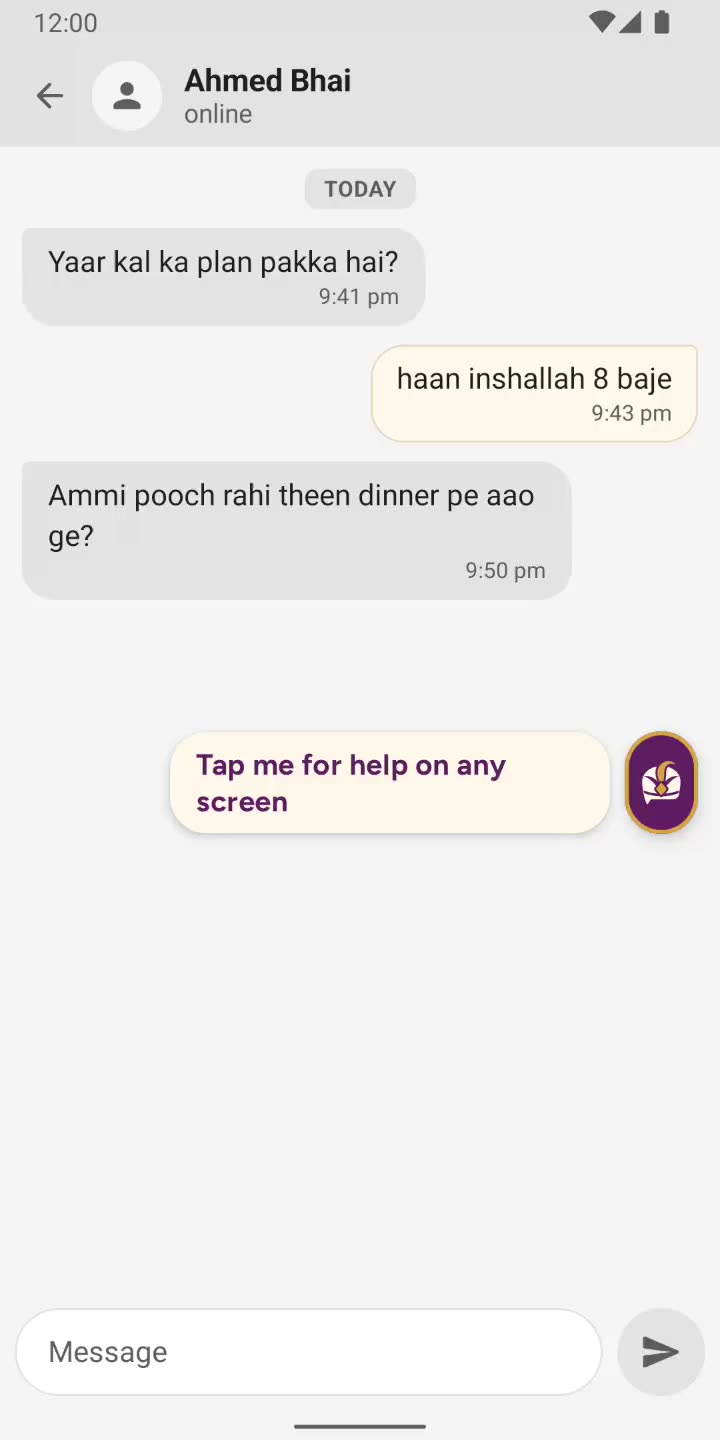 12:00
Ahmed Bhai
online
TODAY
Yaar kal ka plan pakka hai?
9:41 pm
haan inshallah 8 baje
9:43 pm
Ammi pooch rahi theen dinner pe aao
ge?
9:50 pm
Tap me for help on any
screen
Message